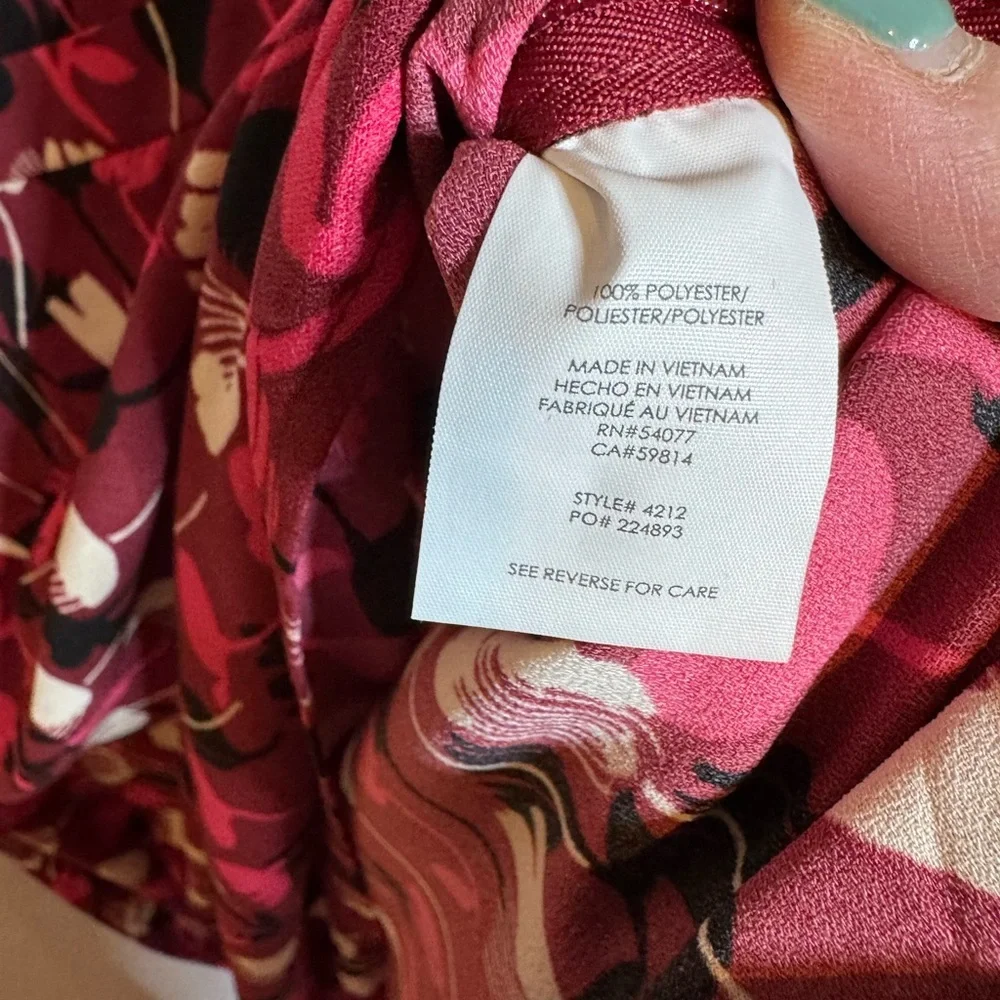 100% POLYESTER/
POLIESTER/POLYESTER
MADE IN VIETNAM
HECHO EN VIETNAM
FABRIQUÉ AU VIETNAM
RN#54077
CA#59814
STYLE# 4212
PO# 224893
SEE REVERSE FOR CARE